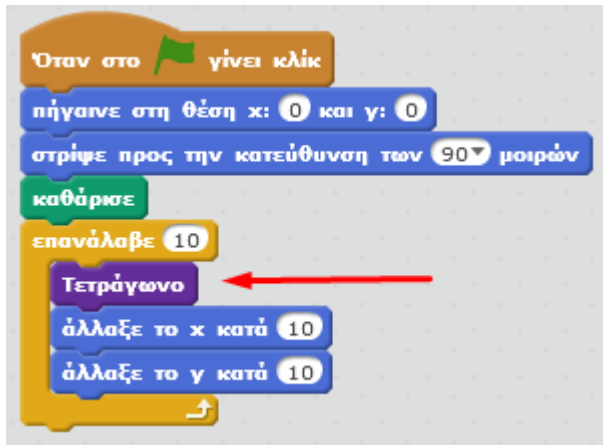 Όταν στο γίνει κλίκ
πήγαινε στη θέση x: 0 και y: 0
στρίψε προς την κατεύθυνση των 90 μοιρών
καθάρισε
επανάλαβε 10
Τετράγωνο
άλλαξε το x κατά 10
άλλαξε το y κατά 10